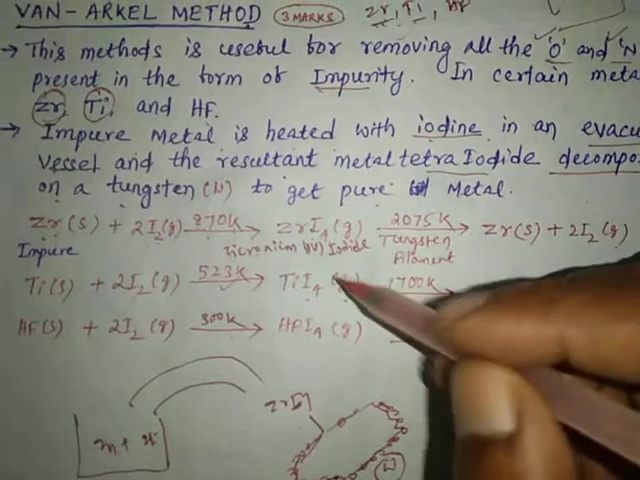 VAN-ARKEL METHOD (3 MARKS) Zr, Ti, HF
→ This methods is useful for removing all the 'O' and 'N
present in the form of Impurity. In certain meta
Zr, Ti, and HF.
→ Impure Metal is heated with iodine in an evacu
vessel and the resultant metal tetra Iodide decompo
on a tungsten (W) to get pure Metal.
Zr(s) + 2I₂(g) 870K → ZrI₄(g) 2075K → Zr(s) + 2I₂(g)
Impure Zirconium (IV) Iodide Tungsten
Filament
Ti(s) + 2I₂(g) 523K → TiI₄ 1700K
HF(s) + 2I₂(g) 300K → HFI₄(g)
ZrI₄
m +
W